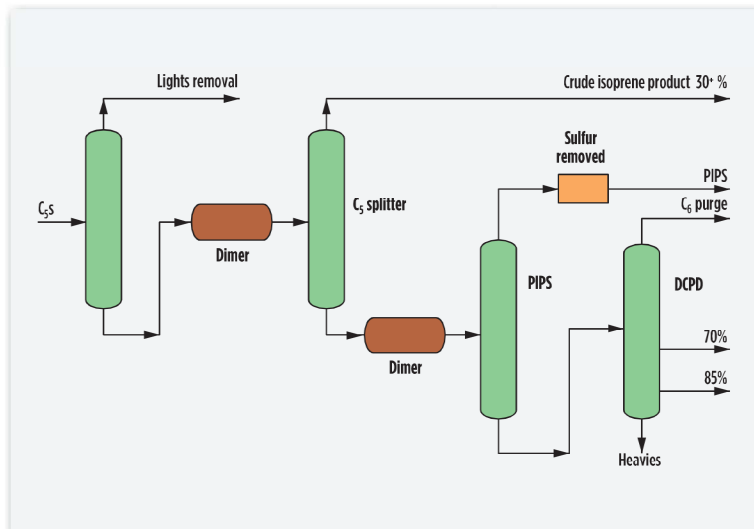 Lights removal
Crude isoprene product 30⁺ %
Sulfur
removed
PIPS
C₅s
C₅ splitter
C₆ purge
Dimer
PIPS
DCPD
Dimer
70%
85%
Heavies